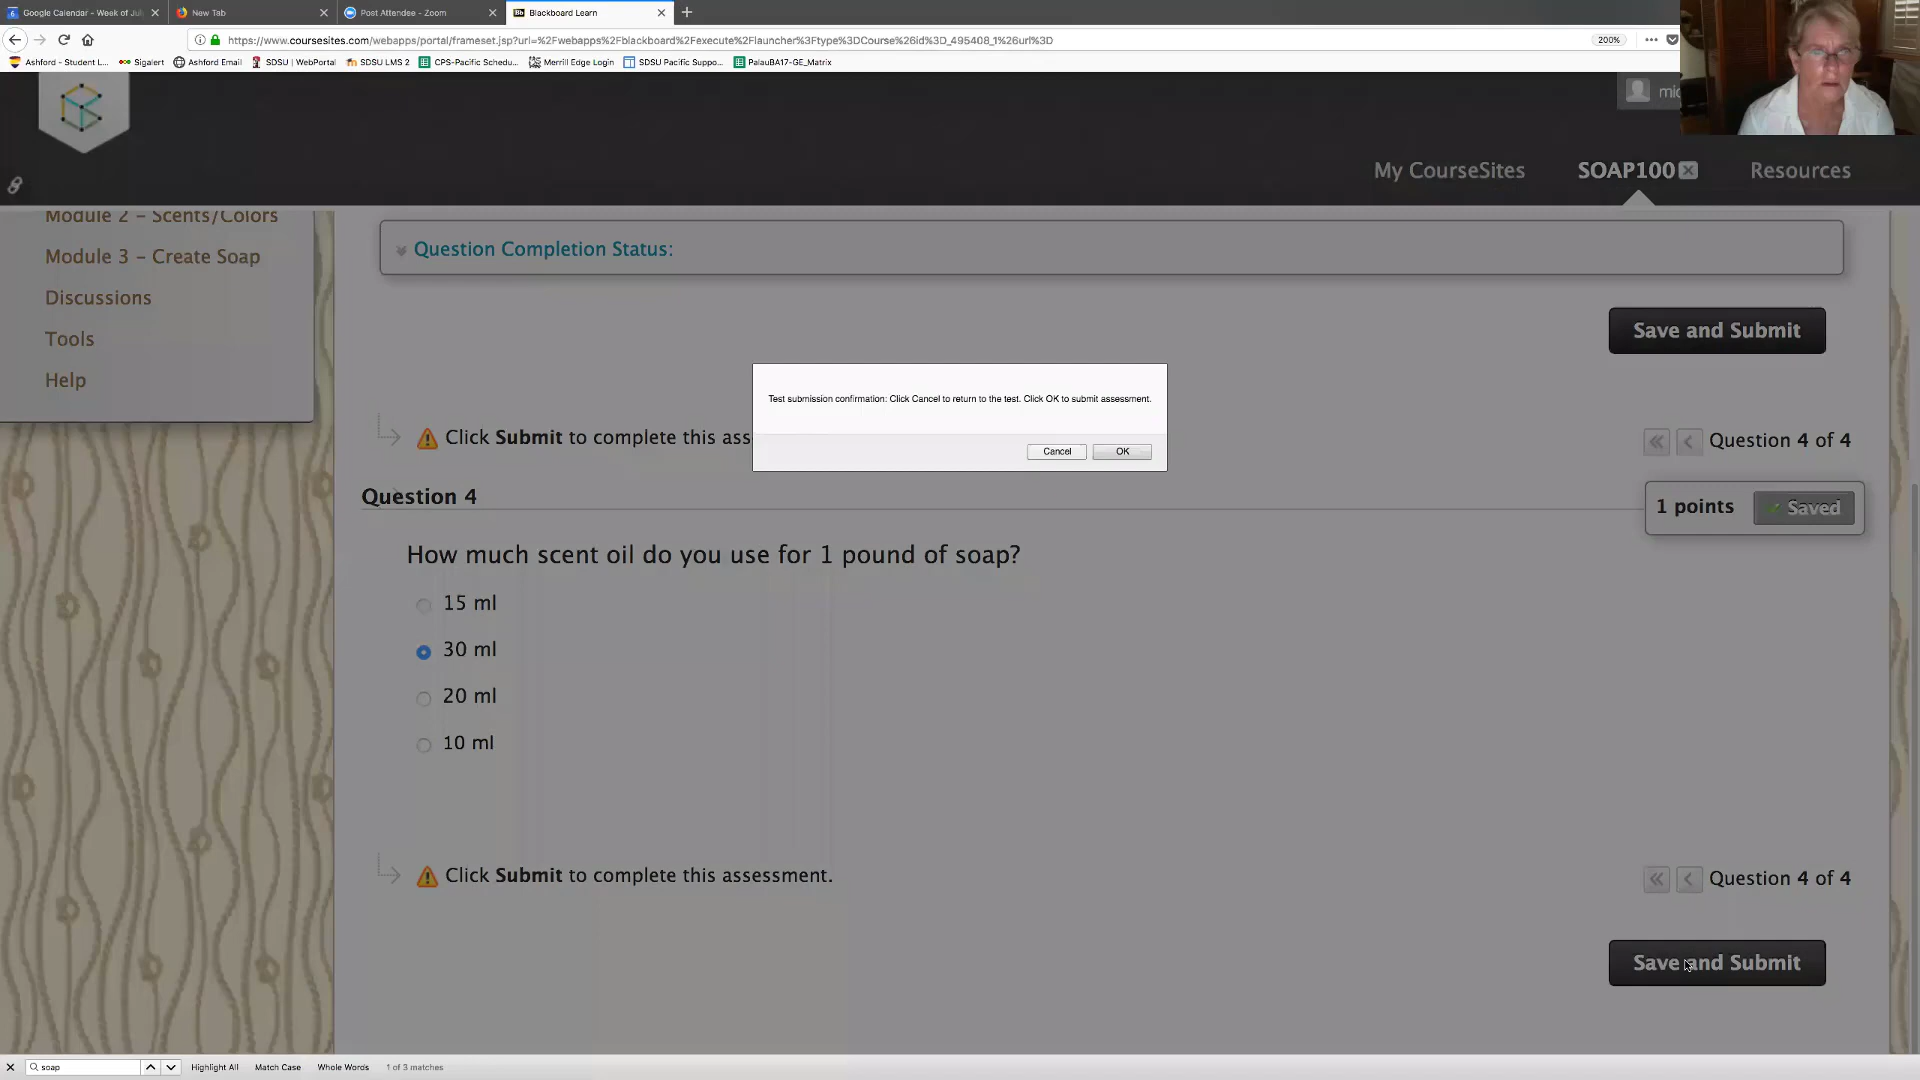 Google Calendar - Week of Jul
New Tab
Post Attendee - Zoom
Blackboard Learn
https://www.coursesites.com/webapps/portal/frameset.jsp?url=%2Fwebapps%2Fblackboard%2Fexecute%2Flauncher%3Ftype%3DCourse%26id%3D_495408_1%26url%3D
200%
Ashford - Student L...
Sigalert
Ashford Email
SDSU | WebPortal
SDSU LMS 2
CPS-Pacific Schedu...
Merrill Edge Login
SDSU Pacific Suppo...
PalauBA17-GE_Matrix
mic
My CourseSites
SOAP100
Resources
Module 2 - Scents/Colors
Module 3 - Create Soap
Discussions
Tools
Help
Question Completion Status:
Save and Submit
Test submission confirmation: Click Cancel to return to the test. Click OK to submit assessment.
Cancel
OK
Click Submit to complete this ass
Question 4 of 4
Question 4
1 points
Saved
How much scent oil do you use for 1 pound of soap?
15 ml
30 ml
20 ml
10 ml
Click Submit to complete this assessment.
Question 4 of 4
Save and Submit
soap
Highlight All
Match Case
Whole Words
1 of 3 matches